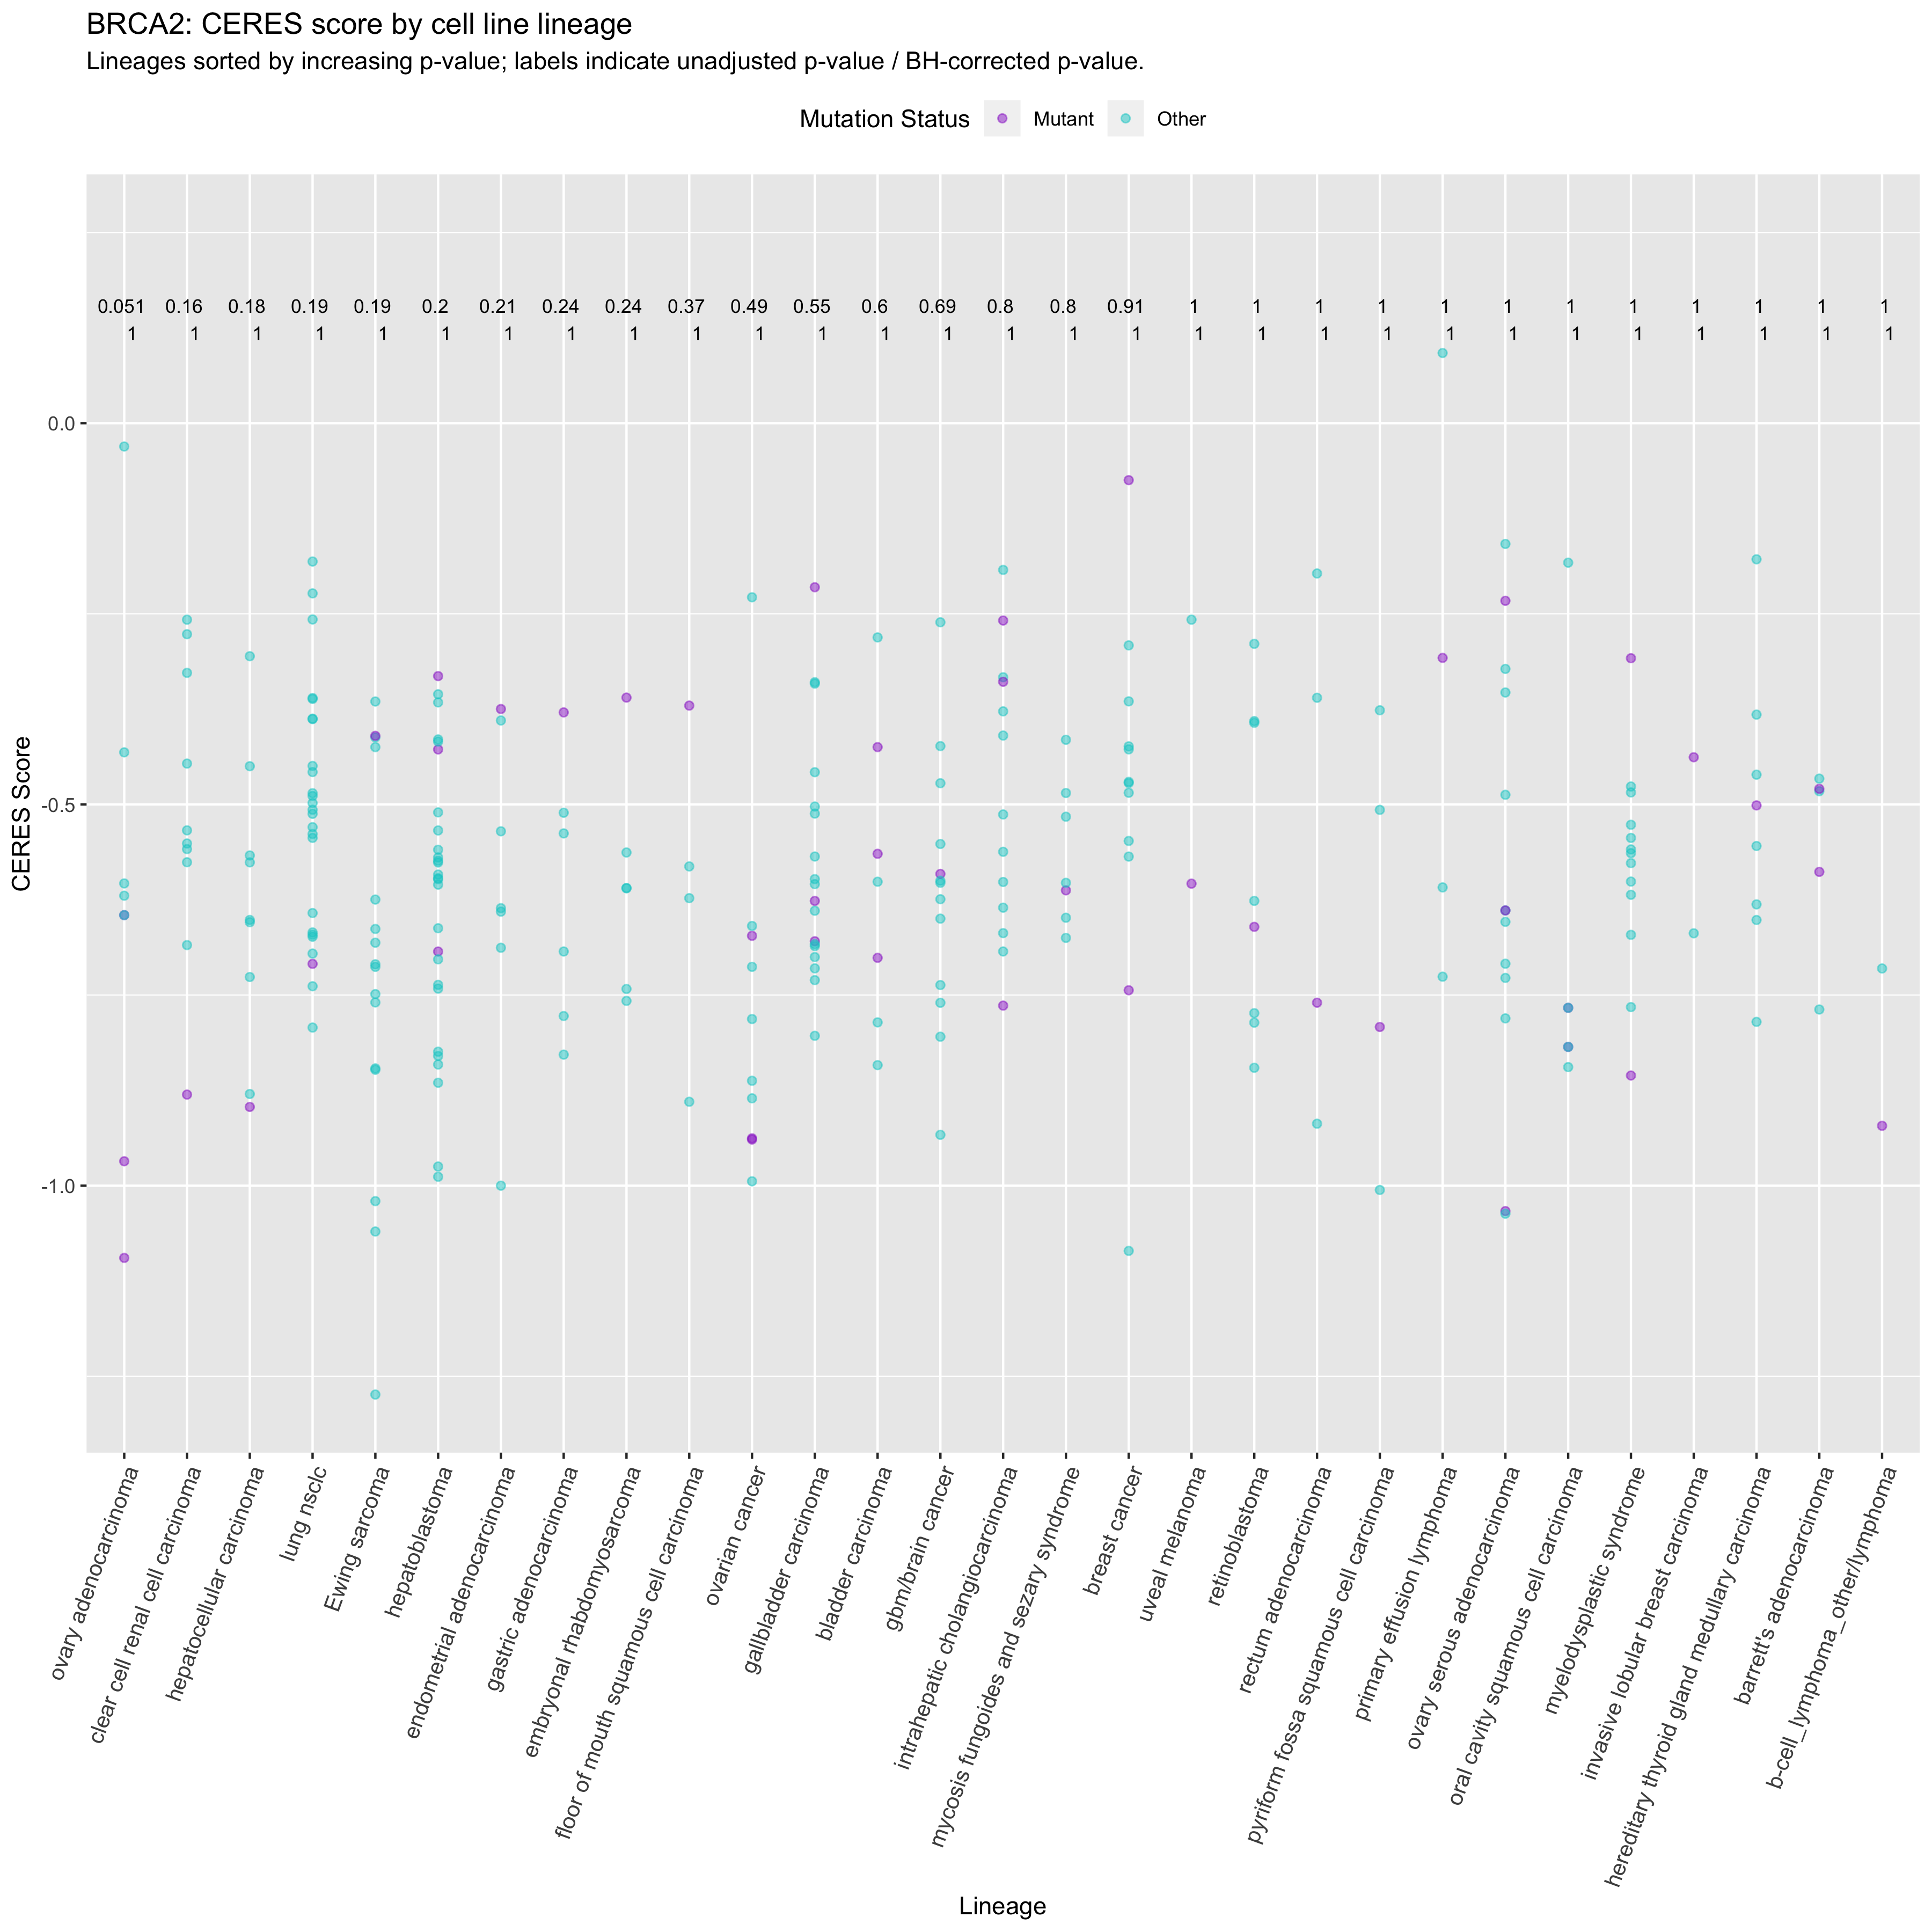 BRCA2: CERES score by cell line lineage
Lineages sorted by increasing p-value; labels indicate unadjusted p-value / BH-corrected p-value.
Mutation Status Mutant Other
0.051 0.16 0.18 0.19 0.19 0.2 0.21 0.24 0.24 0.37 0.49 0.55 0.6 0.69 0.8 0.8 0.91 1 1 1 1 1 1 1 1 1 1 1 1
1 1 1 1 1 1 1 1 1 1 1 1 1 1 1 1 1 1 1 1 1 1 1 1 1 1 1 1 1
0.0
-0.5
-1.0
CERES Score
ovary adenocarcinoma
clear cell renal cell carcinoma
hepatocellular carcinoma
lung nsclc
Ewing sarcoma
hepatoblastoma
endometrial adenocarcinoma
gastric adenocarcinoma
embryonal rhabdomyosarcoma
floor of mouth squamous cell carcinoma
ovarian cancer
gallbladder carcinoma
bladder carcinoma
gbm/brain cancer
intrahepatic cholangiocarcinoma
mycosis fungoides and sezary syndrome
breast cancer
uveal melanoma
retinoblastoma
rectum adenocarcinoma
pyriform fossa squamous cell carcinoma
primary effusion lymphoma
ovary serous adenocarcinoma
oral cavity squamous cell carcinoma
myelodysplastic syndrome
invasive lobular breast carcinoma
hereditary thyroid gland medullary carcinoma
barrett's adenocarcinoma
b-cell_lymphoma_other/lymphoma
Lineage